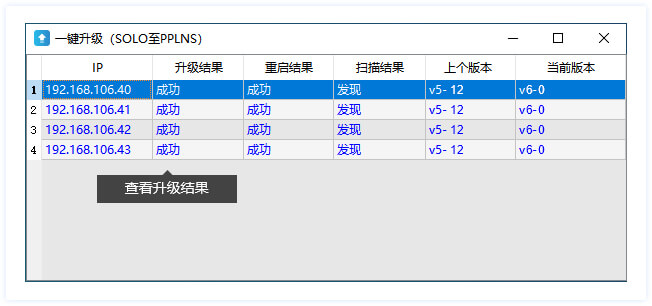 一键升级（SOLO至PPLNS）
IP 升级结果 重启结果 扫描结果 上个版本 当前版本
1 192.168.106.40 成功 成功 发现 v5- 12 v6-0
2 192.168.106.41 成功 成功 发现 v5- 12 v6-0
3 192.168.106.42 成功 成功 发现 v5- 12 v6-0
4 192.168.106.43 成功 成功 发现 v5- 12 v6-0
查看升级结果